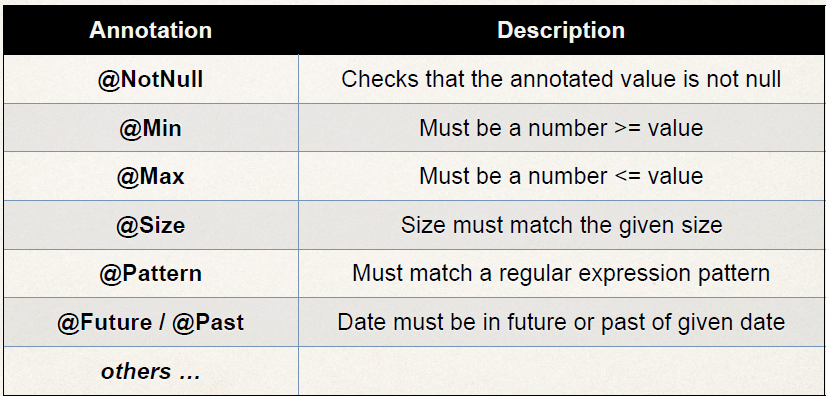 Annotation Description
@NotNull Checks that the annotated value is not null
@Min Must be a number >= value
@Max Must be a number <= value
@Size Size must match the given size
@Pattern Must match a regular expression pattern
@Future / @Past Date must be in future or past of given date
others …